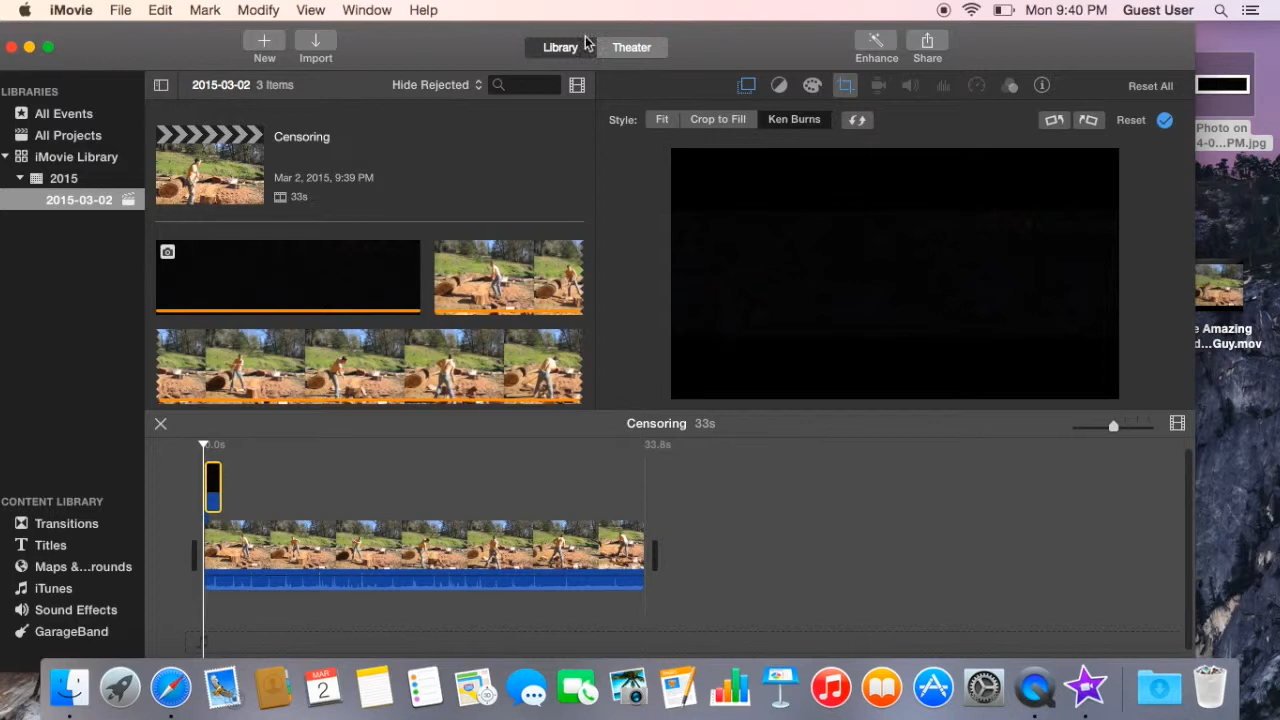 iMovie File Edit Mark Modify View Window Help Mon 9:40 PM Guest User
New Import Library Theater Enhance Share
LIBRARIES
All Events
All Projects
iMovie Library
2015
2015-03-02
2015-03-02 3 Items Hide Rejected
Reset All
Censoring
Mar 2, 2015, 9:39 PM
33s
Style: Fit Crop to Fill Ken Burns Reset
Photo on
4-0...PM.jpg
e Amazing
d...Guy.mov
Censoring 33s
0.0s 33.8s
CONTENT LIBRARY
Transitions
Titles
Maps &...rounds
iTunes
Sound Effects
GarageBand
MAR
2